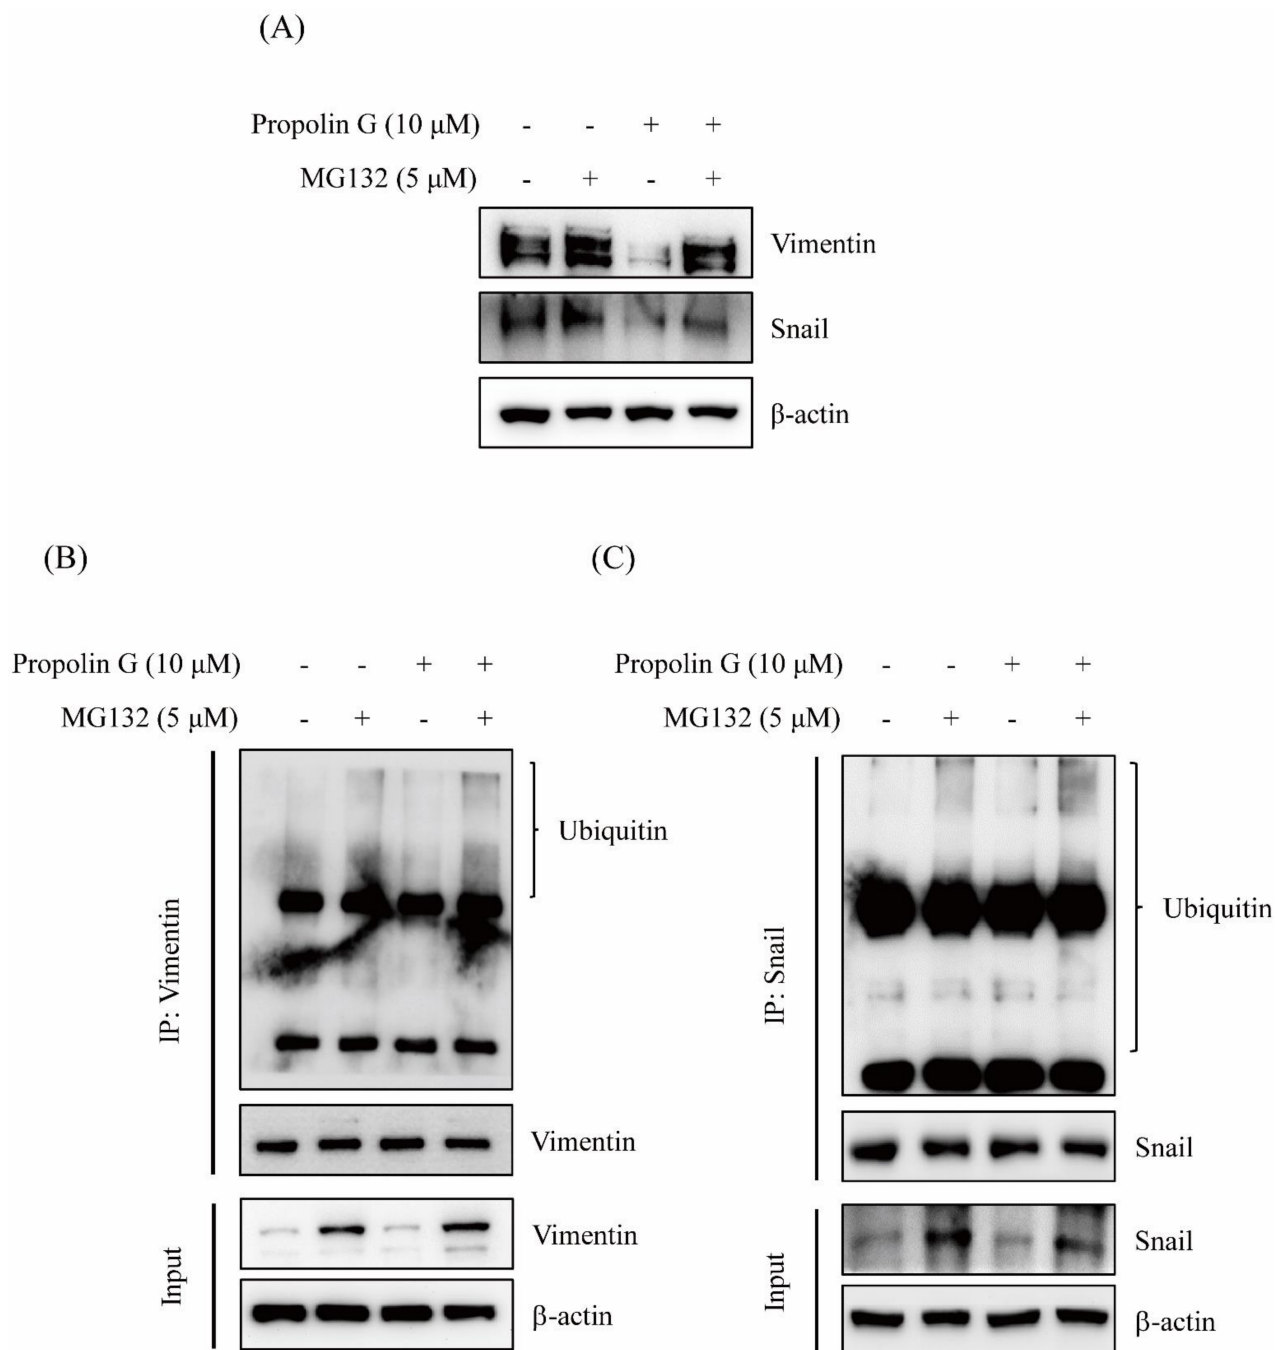 (A)
Propolin G (10 μM) - - + +
MG132 (5 μM) - + - +
Vimentin
Snail
β-actin
(B)
Propolin G (10 μM) - - + +
MG132 (5 μM) - + - +
Ubiquitin
IP: Vimentin
Vimentin
Input
Vimentin
β-actin
(C)
Propolin G (10 μM) - - + +
MG132 (5 μM) - + - +
Ubiquitin
IP: Snail
Snail
Input
Snail
β-actin